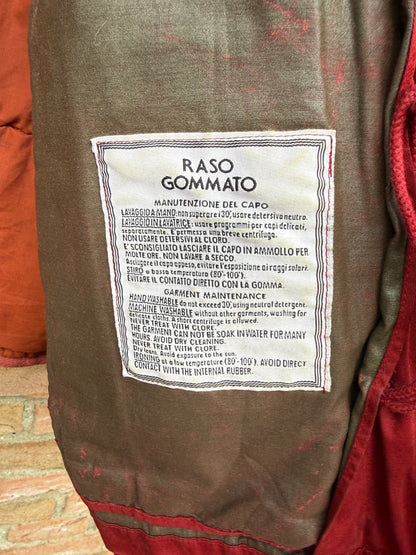 RASO
GOMMATO
MANUTENZIONE DEL CAPO
LAVAGGIO A MANO: non superare i 30°, usare detersivo neutro.
LAVAGGIO IN LAVATRICE: usare programmi per capi delicati,
separatamente. È permessa una breve centrifuga.
NON USARE DETERSIVI AL CLORO.
E' SCONSIGLIATO LASCIARE IL CAPO IN AMMOLLO PER
MOLTE ORE. NON LAVARE A SECCO.
Asciugare il capo appeso, evitare l'esposizione ai raggi solari.
STIRO a bassa temperatura (80°-100°).
EVITARE IL CONTATTO DIRETTO CON LA GOMMA.
GARMENT MAINTENANCE
HAND WASHABLE do not exceed 30°, using neutral detergent.
MACHINE WASHABLE without other garments, washing for
delicate cloths. A short centrifuge is allowed.
NEVER TREAT WITH CLORE.
THE GARMENT CAN NOT BE SOAK IN WATER FOR MANY
HOURS. AVOID DRY CLEANING.
NEVER TREAT WITH CLORE.
Dry loans. Avoid exposure to the sun.
IRONING at a low temperature (80°-100°). AVOID DIRECT
CONTACT WITH THE INTERNAL RUBBER.